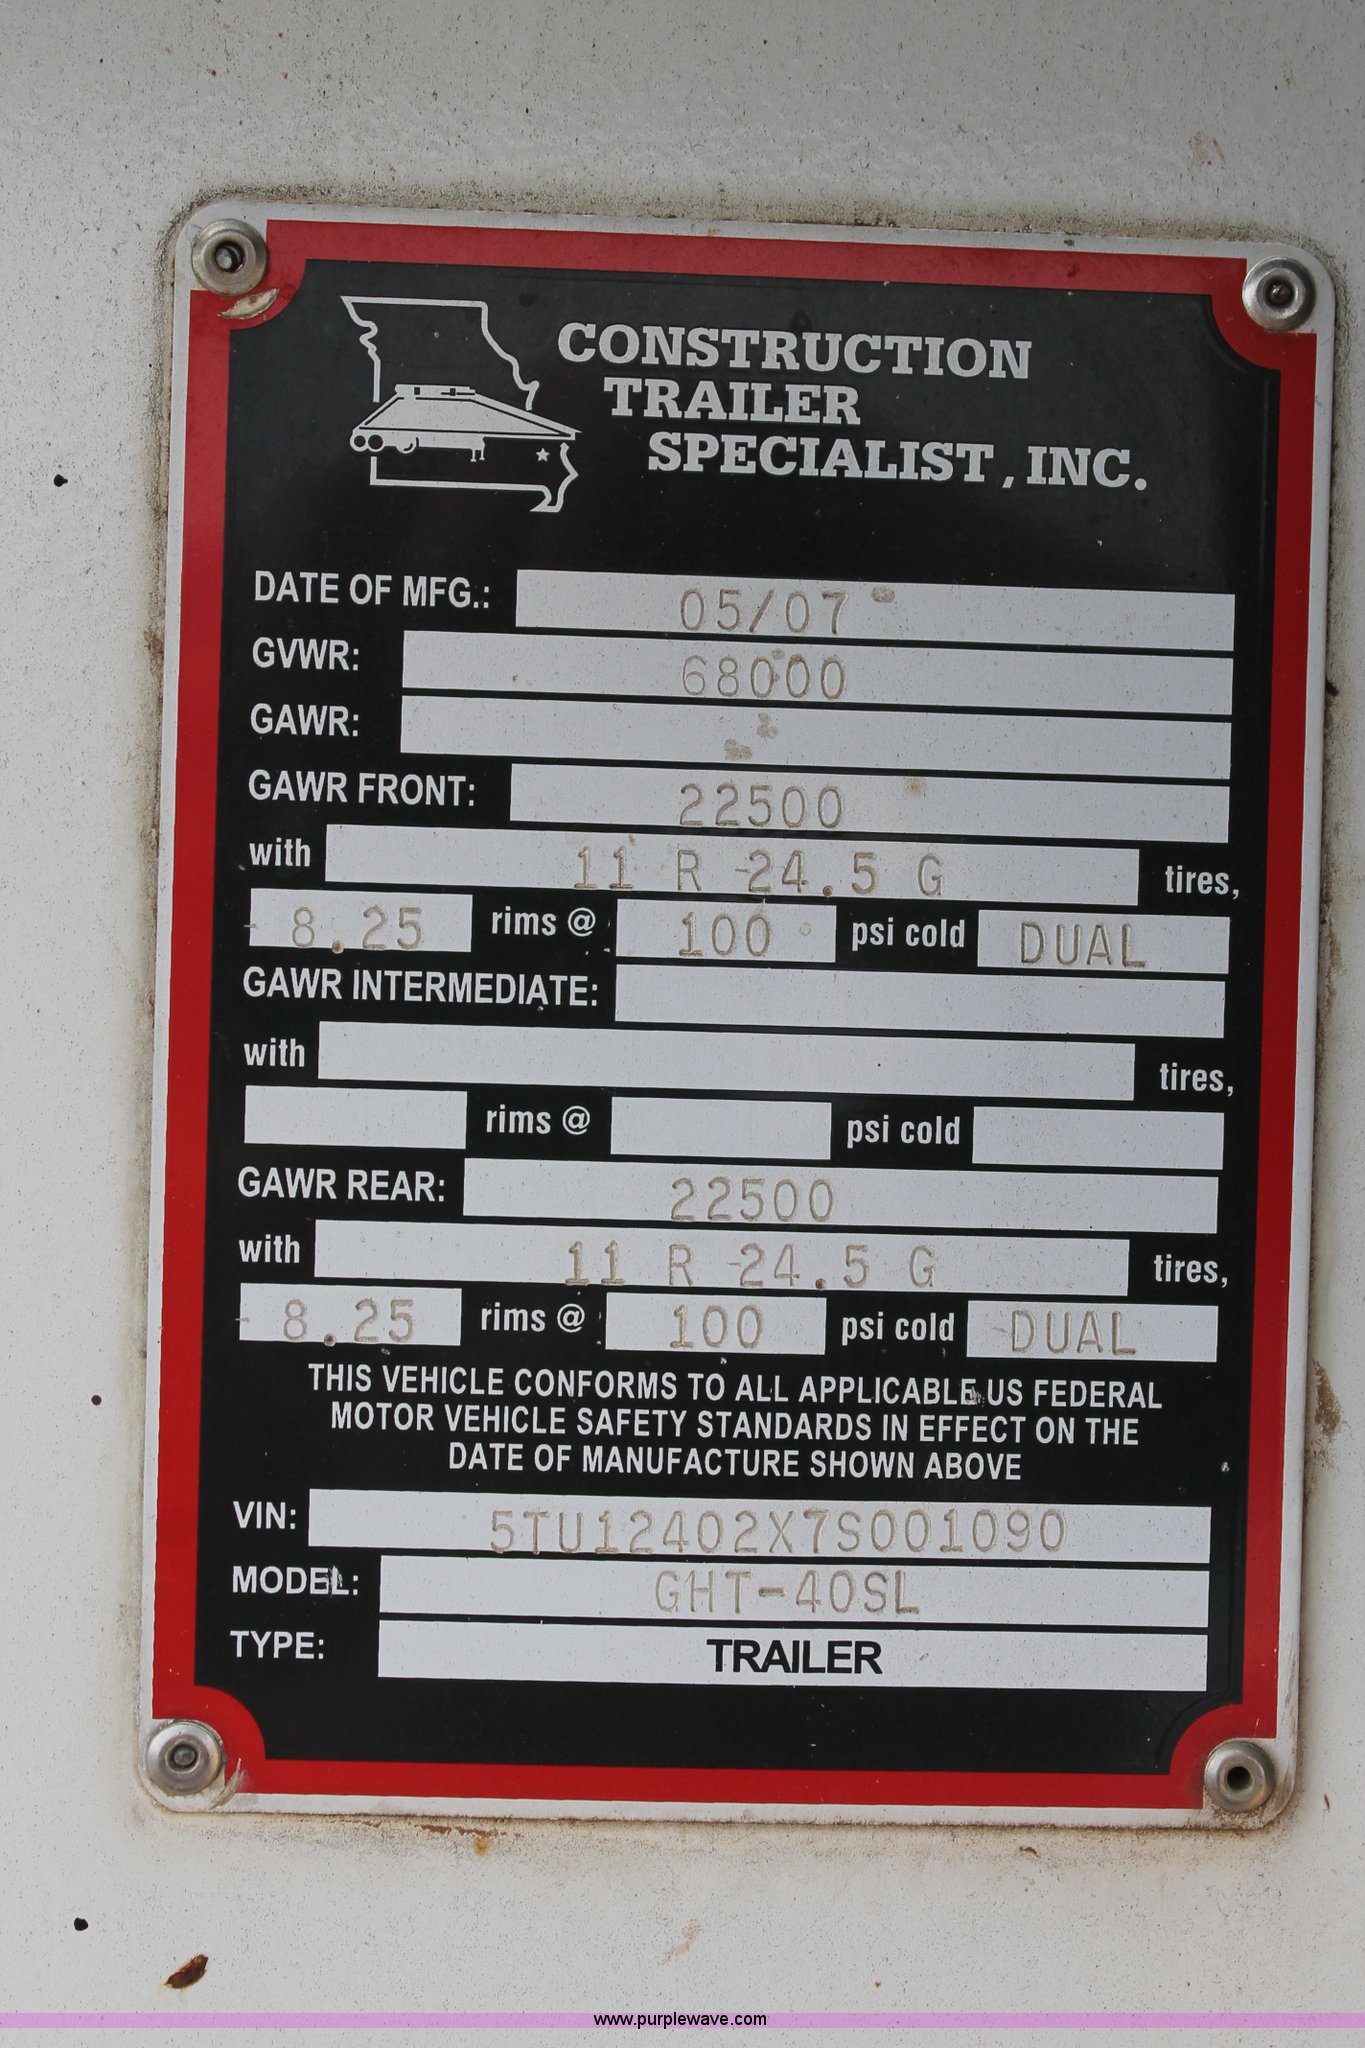 CONSTRUCTION
TRAILER
SPECIALIST, INC.
DATE OF MFG.: 05/07
GVWR: 68000
GAWR:
GAWR FRONT: 22500
with 11 R 24.5 G tires,
8.25 rims @ 100 psi cold DUAL
GAWR INTERMEDIATE:
with tires,
rims @ psi cold
GAWR REAR: 22500
with 11 R 24.5 G tires,
8.25 rims @ 100 psi cold DUAL
THIS VEHICLE CONFORMS TO ALL APPLICABLE US FEDERAL
MOTOR VEHICLE SAFETY STANDARDS IN EFFECT ON THE
DATE OF MANUFACTURE SHOWN ABOVE
VIN: 5TU12402X7S001090
MODEL: GHT-40SL
TYPE: TRAILER
www.purplewave.com